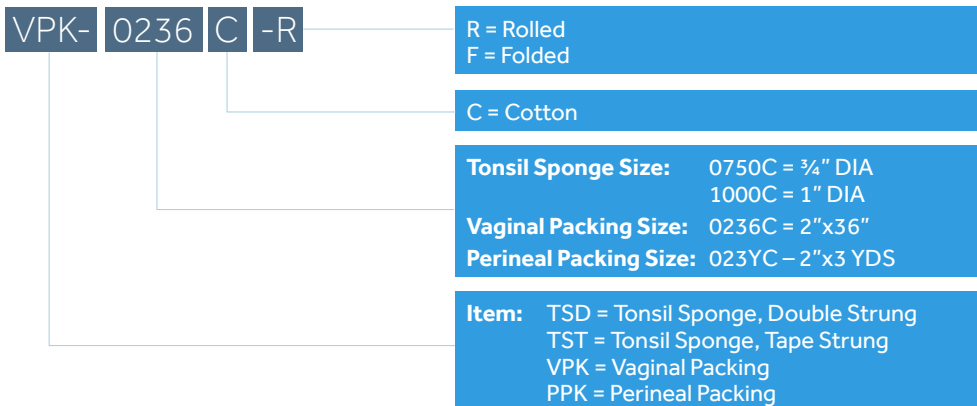 VPK- 0236 C -R
R = Rolled
F = Folded
C = Cotton
Tonsil Sponge Size: 0750C = ¾" DIA
1000C = 1" DIA
Vaginal Packing Size: 0236C = 2"x36"
Perineal Packing Size: 023YC – 2"x3 YDS
Item: TSD = Tonsil Sponge, Double Strung
TST = Tonsil Sponge, Tape Strung
VPK = Vaginal Packing
PPK = Perineal Packing